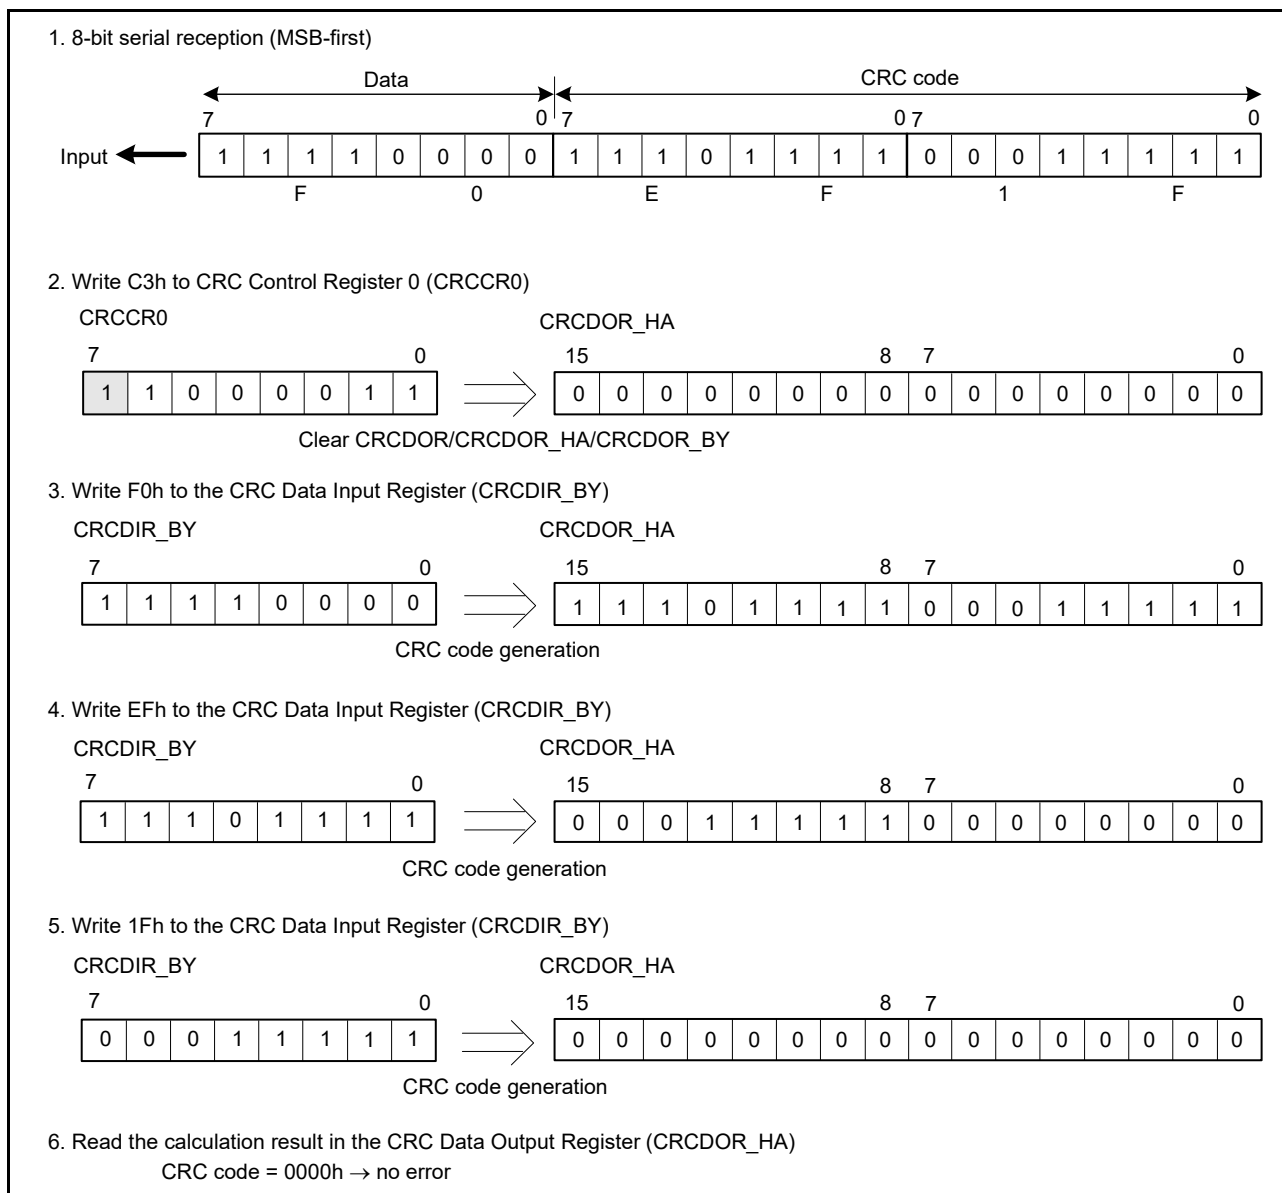 1. 8-bit serial reception (MSB-first)
Data CRC code
7 0 7 0 7 0
Input 1 1 1 1 0 0 0 0 1 1 1 0 1 1 1 1 0 0 0 1 1 1 1 1
F 0 E F 1 F
2. Write C3h to CRC Control Register 0 (CRCCR0)
CRCCR0 CRCDOR_HA
7 0 15 8 7 0
1 1 0 0 0 0 1 1 0 0 0 0 0 0 0 0 0 0 0 0 0 0 0 0
Clear CRCDOR/CRCDOR_HA/CRCDOR_BY
3. Write F0h to the CRC Data Input Register (CRCDIR_BY)
CRCDIR_BY CRCDOR_HA
7 0 15 8 7 0
1 1 1 1 0 0 0 0 1 1 1 0 1 1 1 1 0 0 0 1 1 1 1 1
CRC code generation
4. Write EFh to the CRC Data Input Register (CRCDIR_BY)
CRCDIR_BY CRCDOR_HA
7 0 15 8 7 0
1 1 1 0 1 1 1 1 0 0 0 1 1 1 1 1 0 0 0 0 0 0 0 0
CRC code generation
5. Write 1Fh to the CRC Data Input Register (CRCDIR_BY)
CRCDIR_BY CRCDOR_HA
7 0 15 8 7 0
0 0 0 1 1 1 1 1 0 0 0 0 0 0 0 0 0 0 0 0 0 0 0 0
CRC code generation
6. Read the calculation result in the CRC Data Output Register (CRCDOR_HA)
CRC code = 0000h → no error